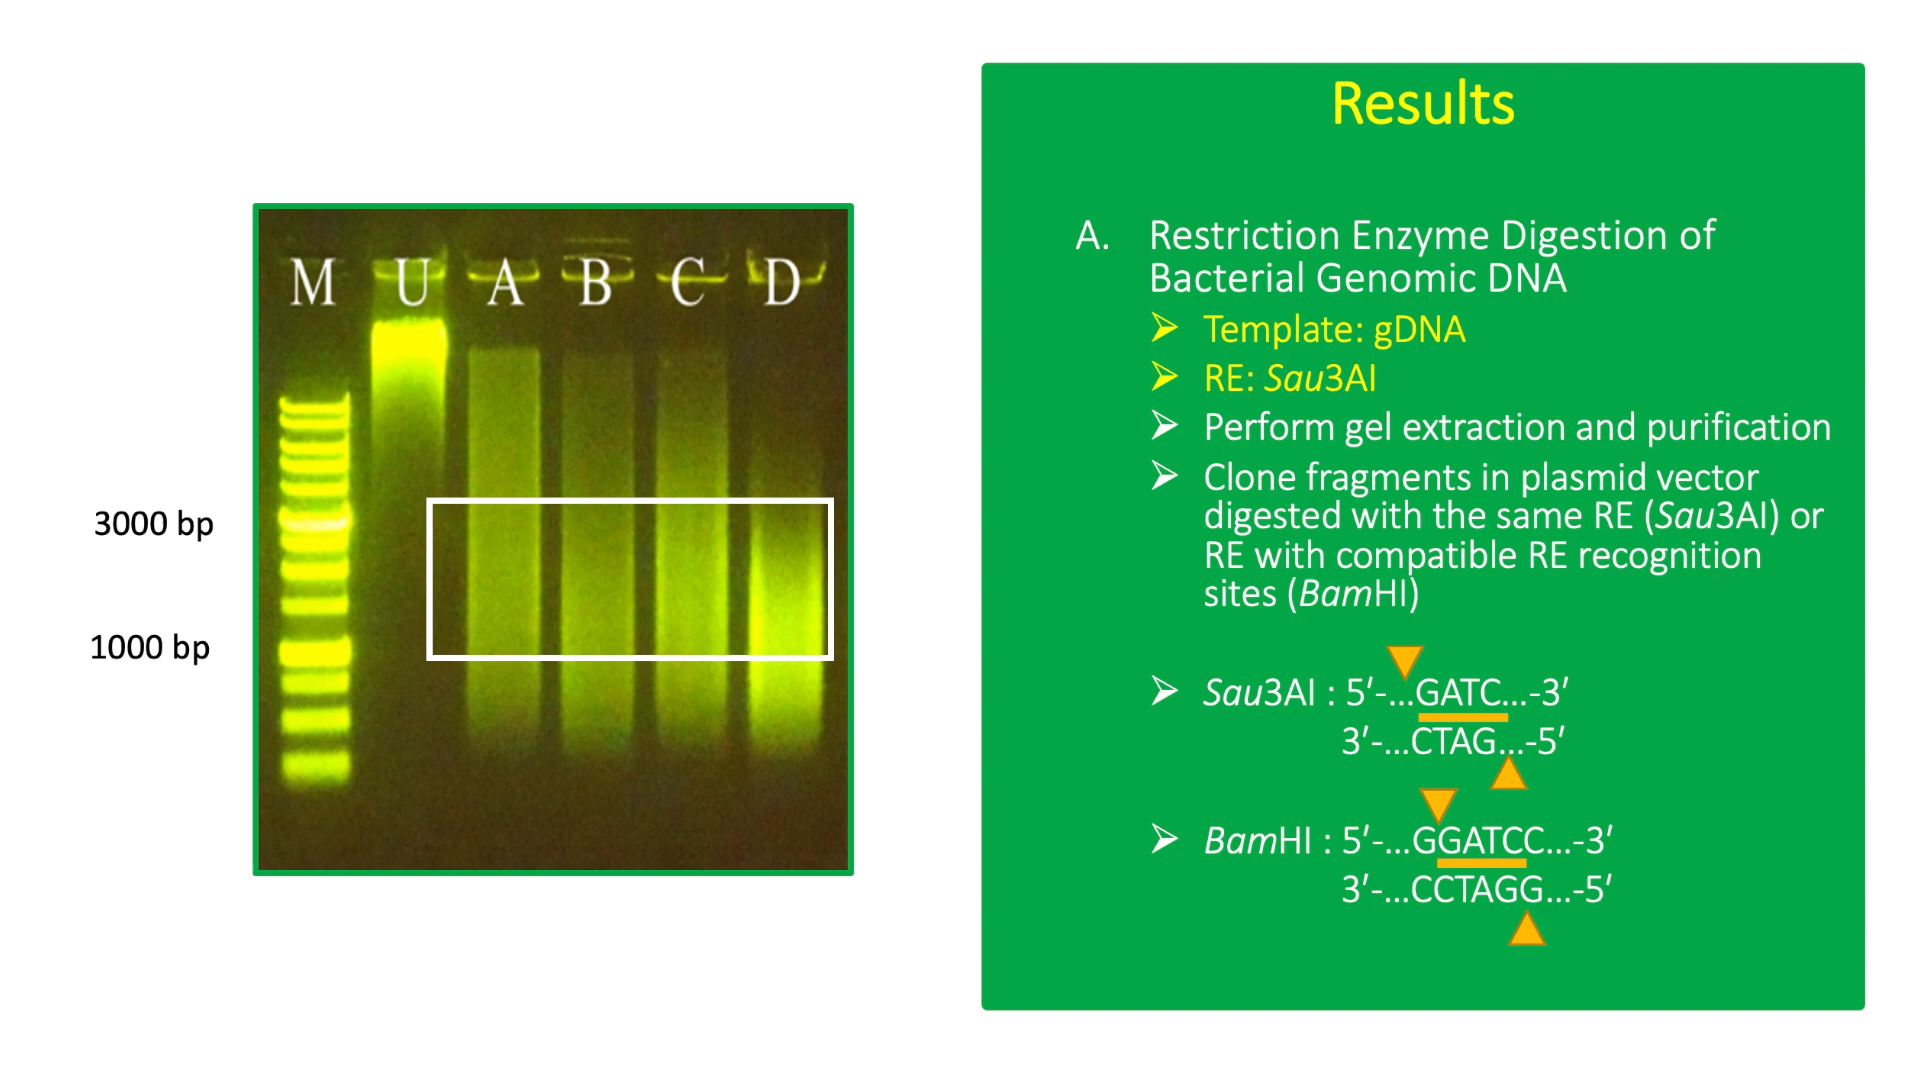 M U A B C D
3000 bp
1000 bp
Results
A. Restriction Enzyme Digestion of
Bacterial Genomic DNA
➢ Template: gDNA
➢ RE: Sau3AI
➢ Perform gel extraction and purification
➢ Clone fragments in plasmid vector
digested with the same RE (Sau3AI) or
RE with compatible RE recognition
sites (BamHI)
➢ Sau3AI : 5′-…GATC…-3′
3′-…CTAG…-5′
➢ BamHI : 5′-…GGATCC…-3′
3′-…CCTAGG…-5′